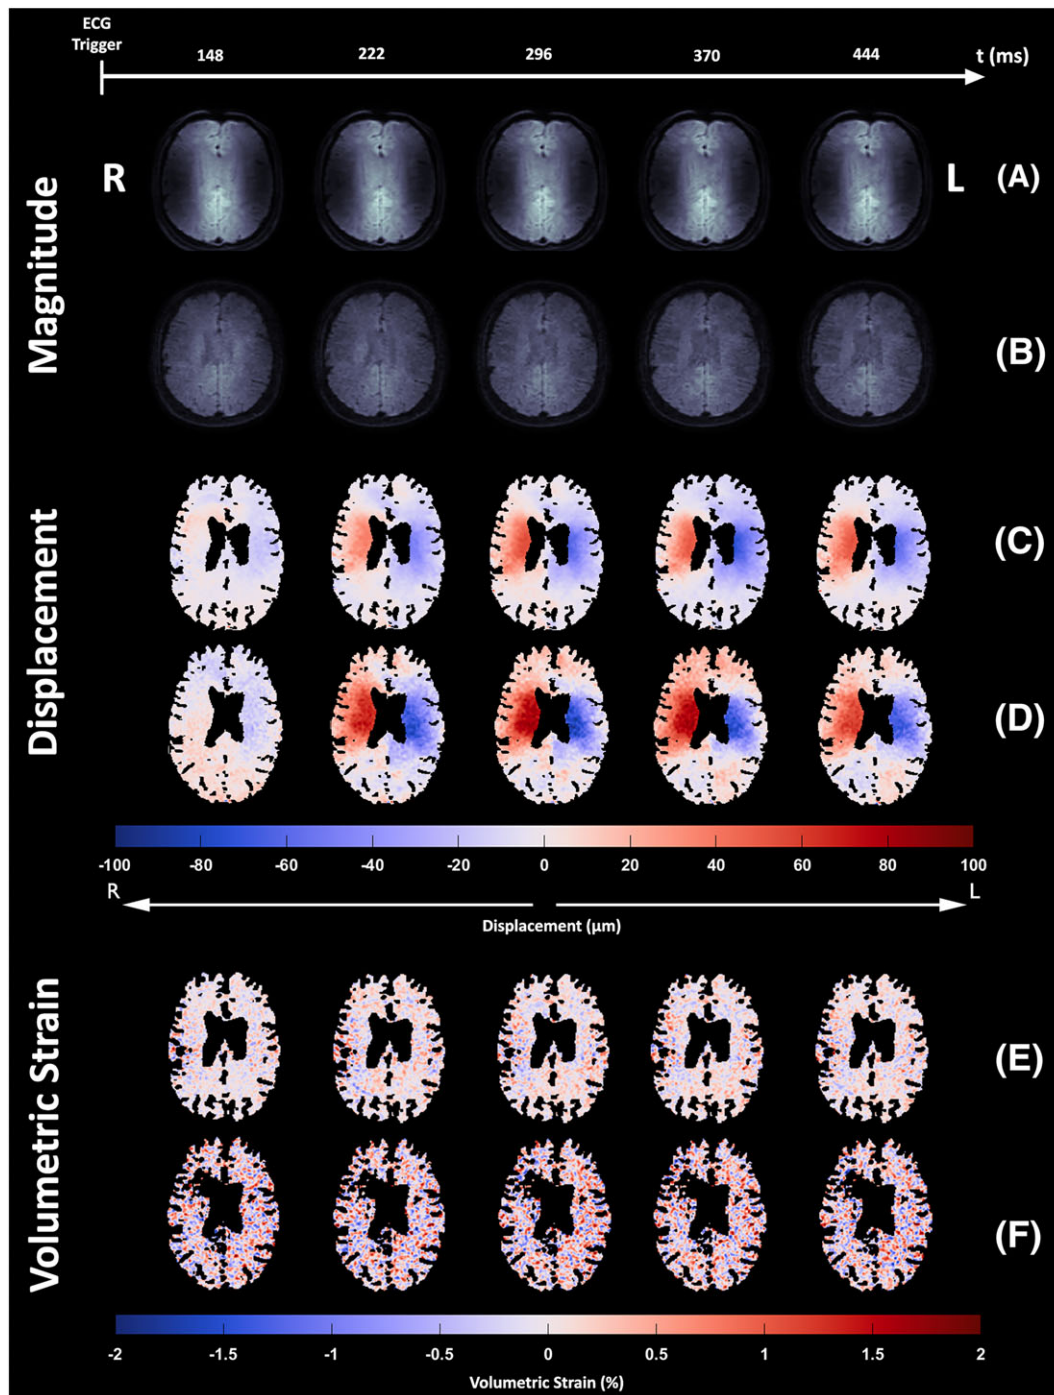 ECG
Trigger
148 222 296 370 444 t (ms)
R L (A)
Magnitude
(B)
Displacement
(C)
(D)
-100 -80 -60 -40 -20 0 20 40 60 80 100
R L
Displacement (µm)
Volumetric Strain
(E)
(F)
-2 -1.5 -1 -0.5 0 0.5 1 1.5 2
Volumetric Strain (%)